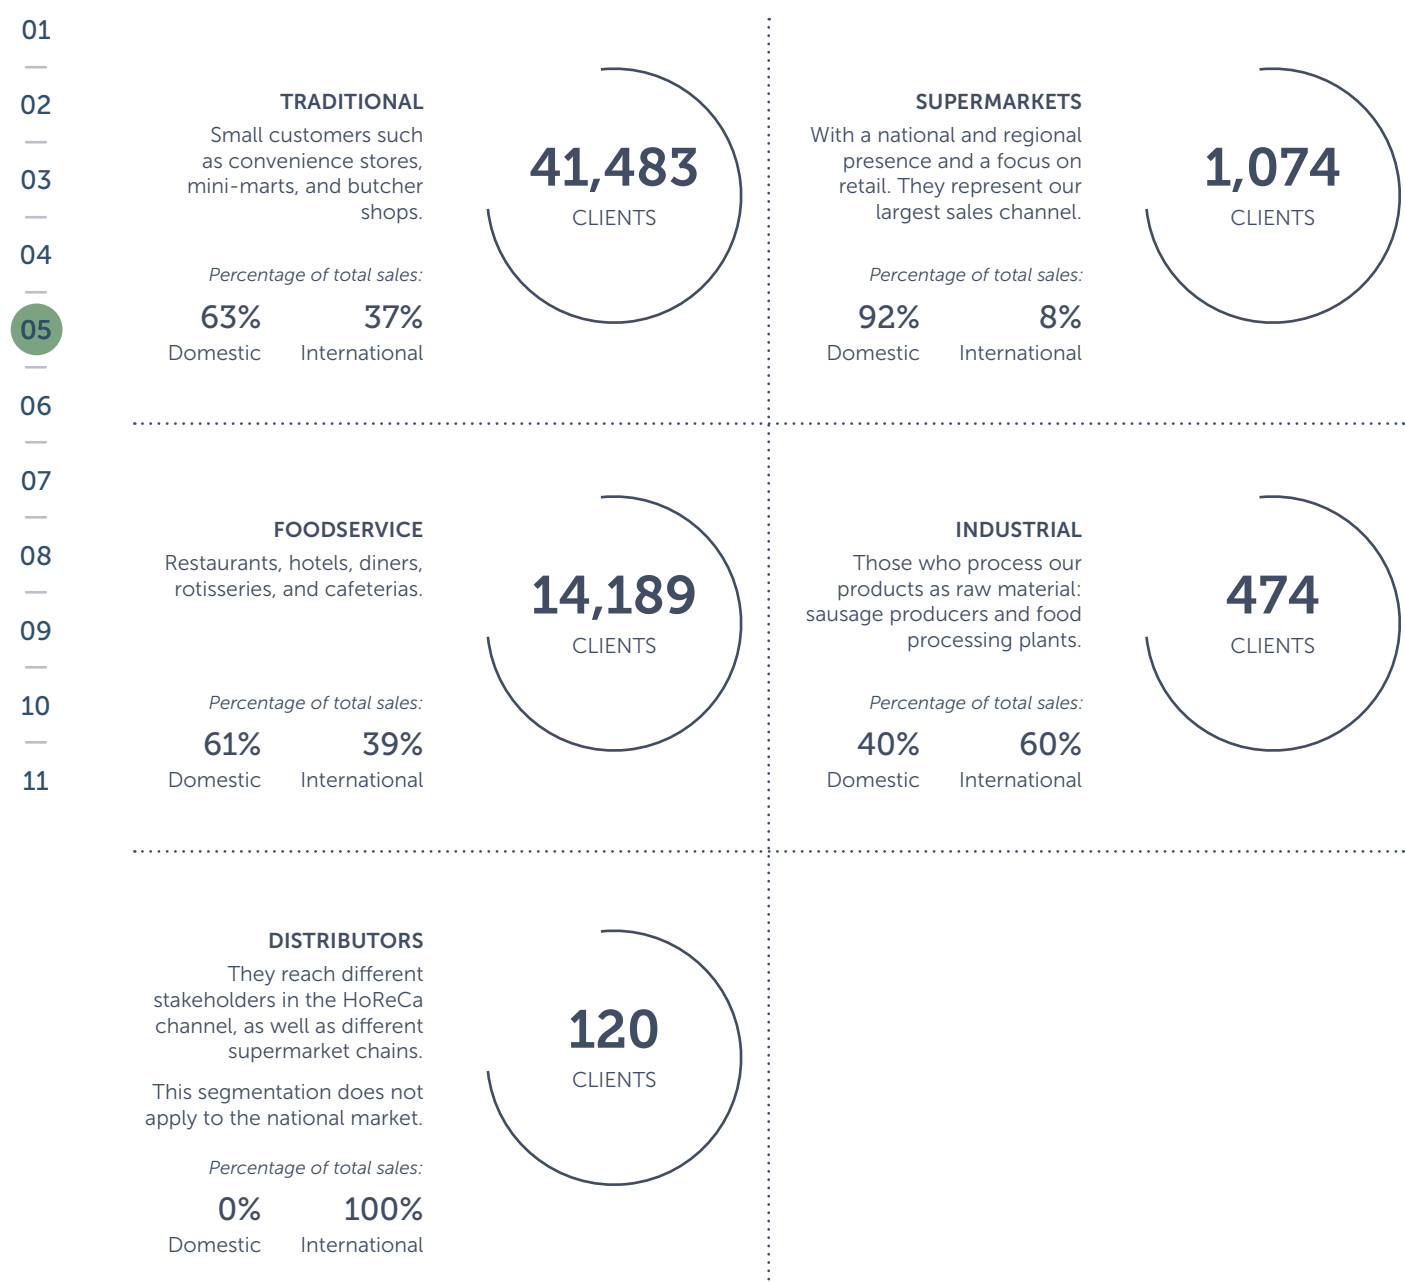 01
—
02
—
03
—
04
—
05
—
06
—
07
—
08
—
09
—
10
—
11
TRADITIONAL
Small customers such
as convenience stores,
mini-marts, and butcher
shops.
Percentage of total sales:
63% 37%
Domestic International
41,483
CLIENTS
SUPERMARKETS
With a national and regional
presence and a focus on
retail. They represent our
largest sales channel.
Percentage of total sales:
92% 8%
Domestic International
1,074
CLIENTS
FOODSERVICE
Restaurants, hotels, diners,
rotisseries, and cafeterias.
Percentage of total sales:
61% 39%
Domestic International
14,189
CLIENTS
INDUSTRIAL
Those who process our
products as raw material:
sausage producers and food
processing plants.
Percentage of total sales:
40% 60%
Domestic International
474
CLIENTS
DISTRIBUTORS
They reach different
stakeholders in the HoReCa
channel, as well as different
supermarket chains.
This segmentation does not
apply to the national market.
Percentage of total sales:
0% 100%
Domestic International
120
CLIENTS